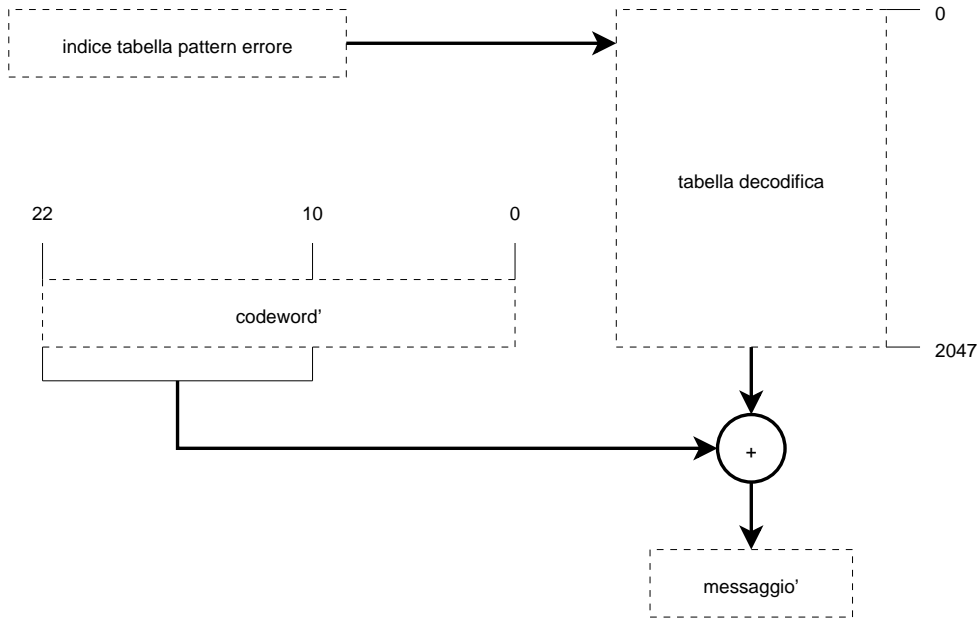 0
indice tabella pattern errore
tabella decodifica
22
10
0
codeword’
2047
+
messaggio’